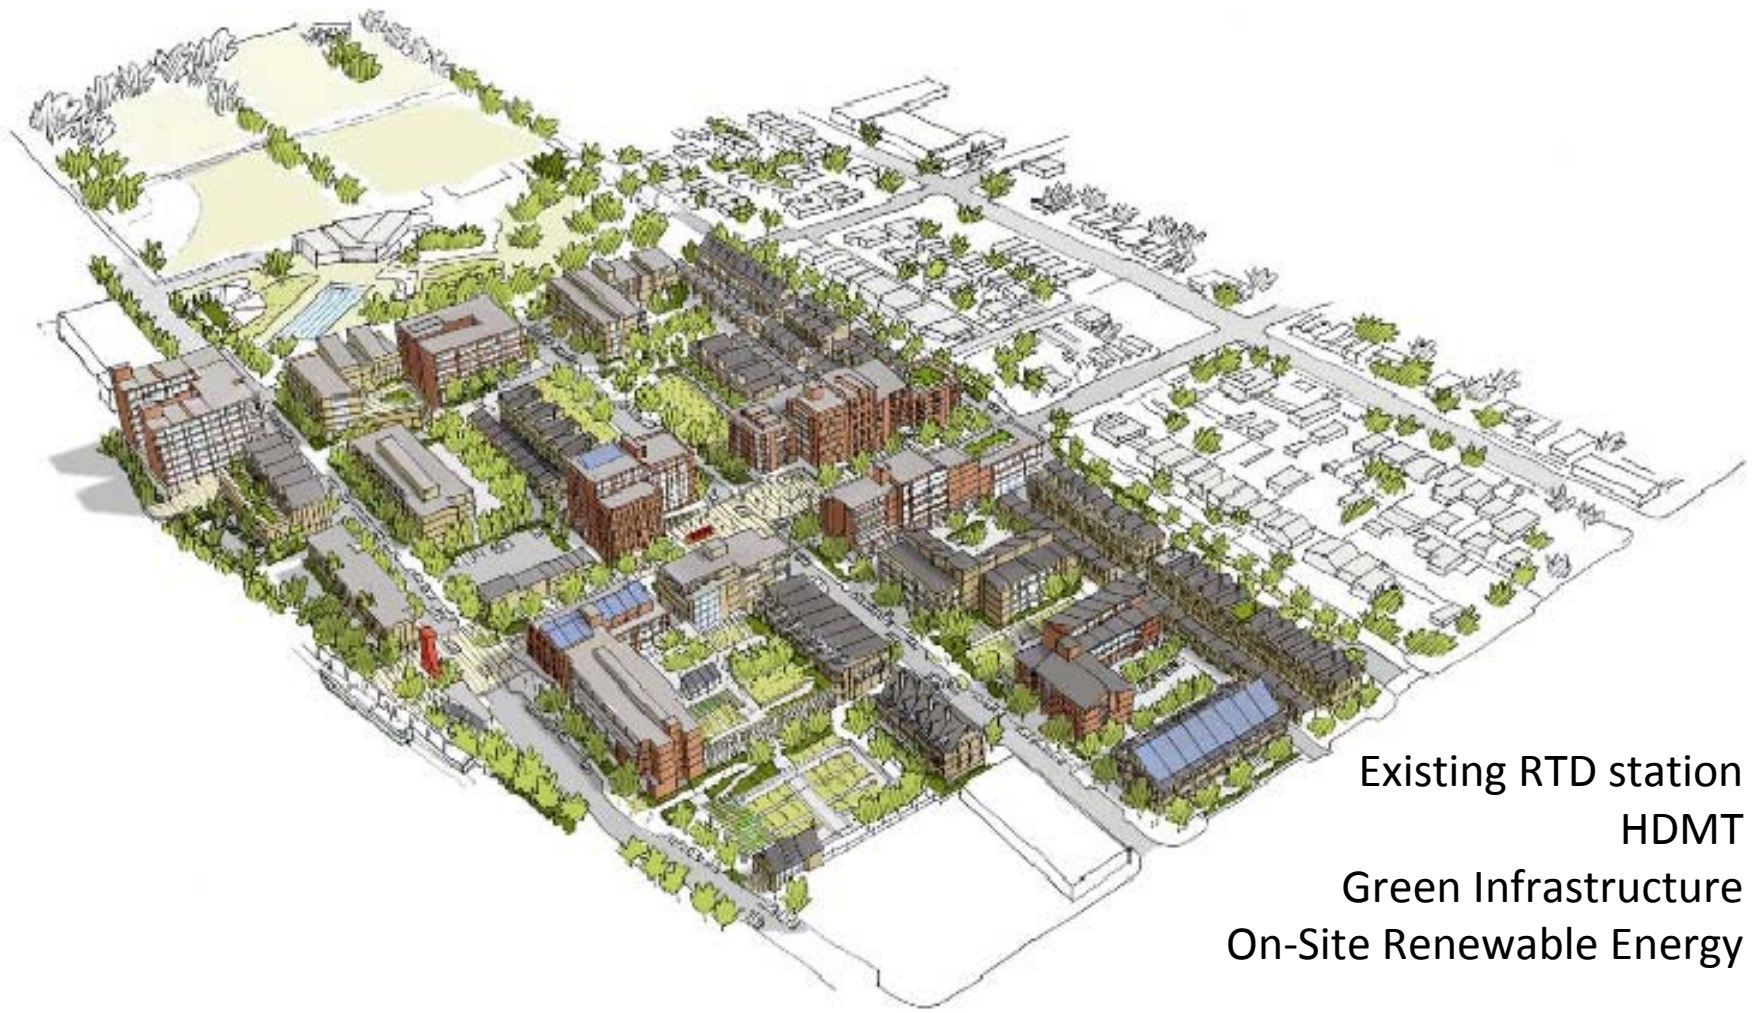 Existing RTD station
HDMT
Green Infrastructure
On-Site Renewable Energy